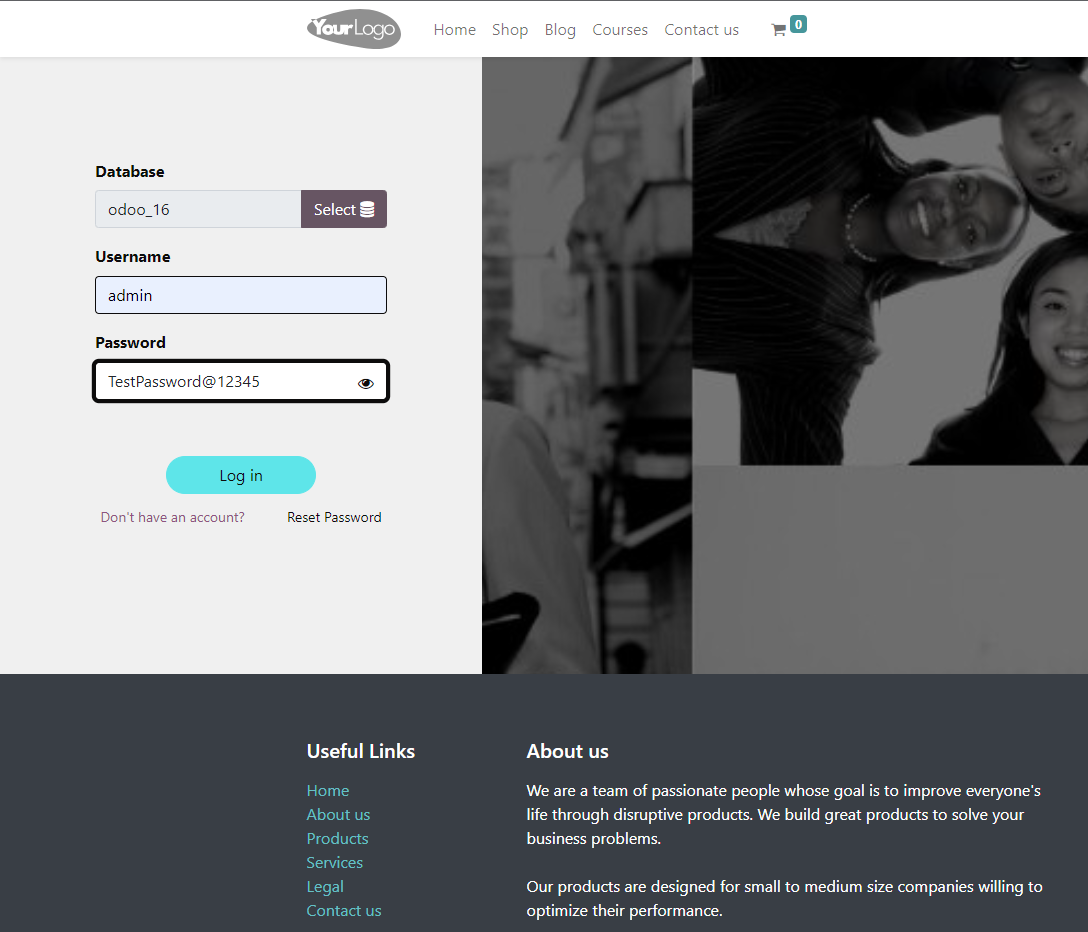 YourLogo Home Shop Blog Courses Contact us 0
Database
odoo_16 Select
Username
admin
Password
TestPassword@12345
Log in
Don't have an account? Reset Password
Useful Links
Home
About us
Products
Services
Legal
Contact us
About us
We are a team of passionate people whose goal is to improve everyone's
life through disruptive products. We build great products to solve your
business problems.
Our products are designed for small to medium size companies willing to
optimize their performance.